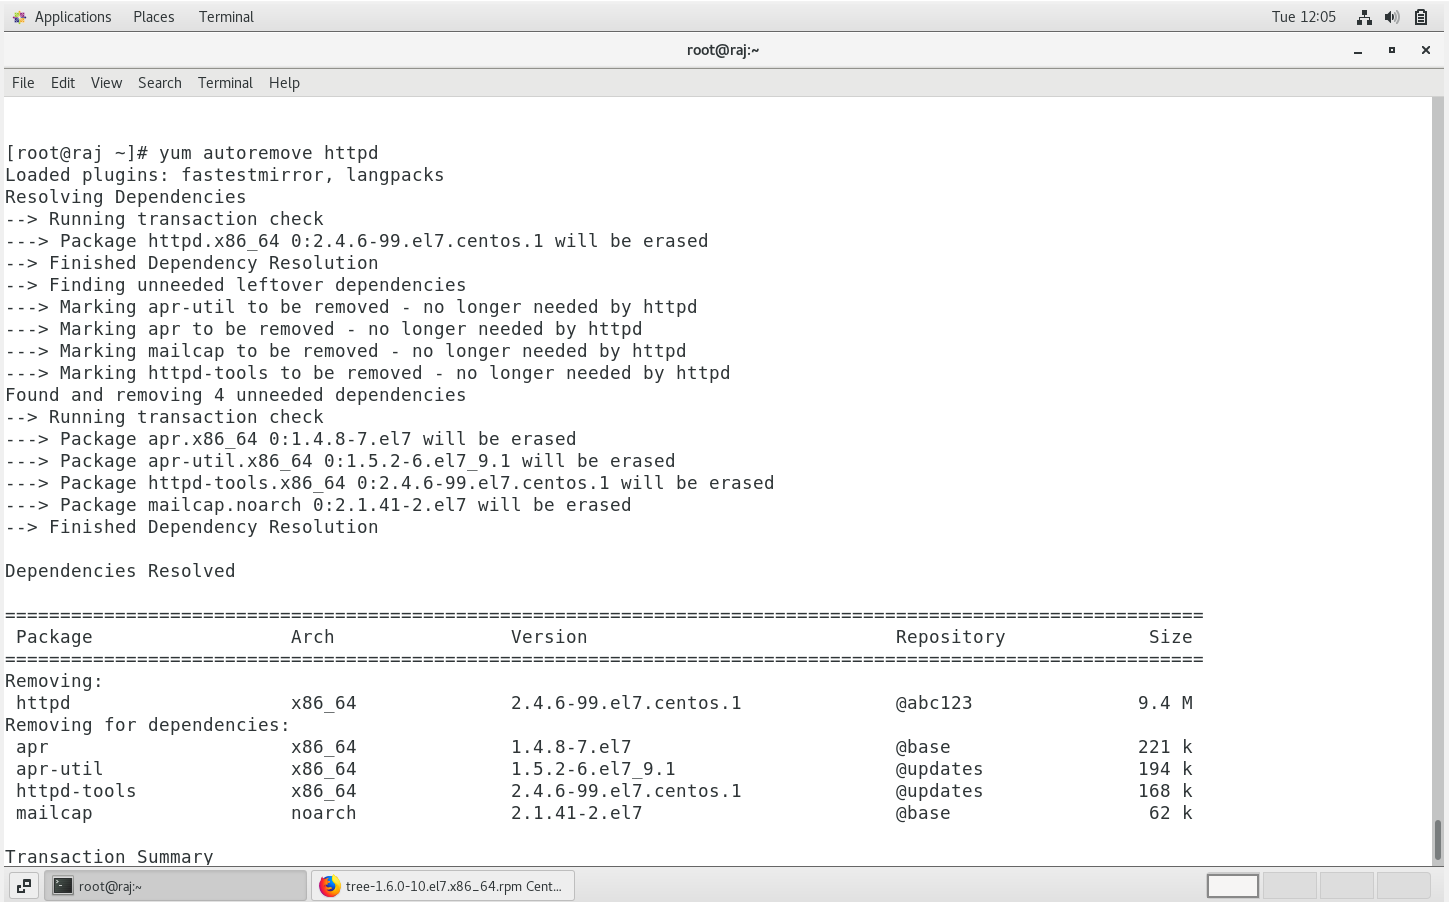 Applications Places Terminal Tue 12:05
root@raj:~
File Edit View Search Terminal Help
[root@raj ~]# yum autoremove httpd
Loaded plugins: fastestmirror, langpacks
Resolving Dependencies
--> Running transaction check
---> Package httpd.x86_64 0:2.4.6-99.el7.centos.1 will be erased
--> Finished Dependency Resolution
--> Finding unneeded leftover dependencies
---> Marking apr-util to be removed - no longer needed by httpd
---> Marking apr to be removed - no longer needed by httpd
---> Marking mailcap to be removed - no longer needed by httpd
---> Marking httpd-tools to be removed - no longer needed by httpd
Found and removing 4 unneeded dependencies
--> Running transaction check
---> Package apr.x86_64 0:1.4.8-7.el7 will be erased
---> Package apr-util.x86_64 0:1.5.2-6.el7_9.1 will be erased
---> Package httpd-tools.x86_64 0:2.4.6-99.el7.centos.1 will be erased
---> Package mailcap.noarch 0:2.1.41-2.el7 will be erased
--> Finished Dependency Resolution
Dependencies Resolved
=============================================================================================================
Package Arch Version Repository Size
=============================================================================================================
Removing:
httpd x86_64 2.4.6-99.el7.centos.1 @abc123 9.4 M
Removing for dependencies:
apr x86_64 1.4.8-7.el7 @base 221 k
apr-util x86_64 1.5.2-6.el7_9.1 @updates 194 k
httpd-tools x86_64 2.4.6-99.el7.centos.1 @updates 168 k
mailcap noarch 2.1.41-2.el7 @base 62 k
Transaction Summary
root@raj:~ tree-1.6.0-10.el7.x86_64.rpm Cent...